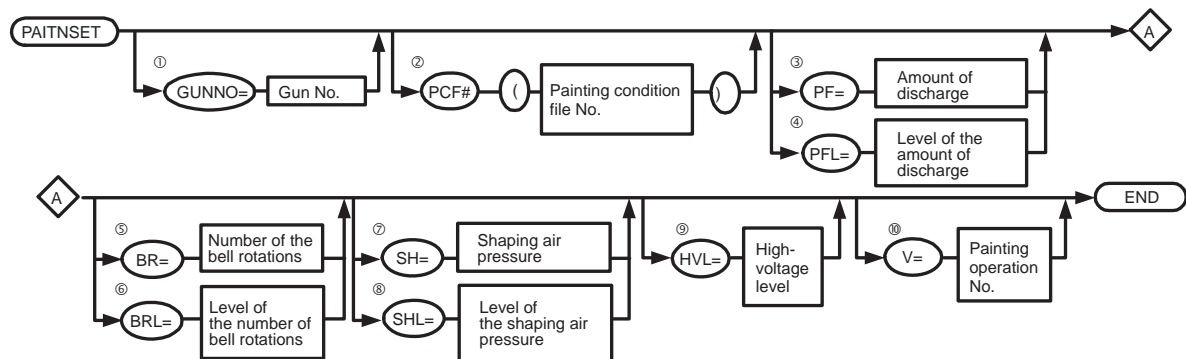 PAITNSET
A
①
GUNNO=
Gun No.
②
PCF#
(
Painting condition
file No.
)
③
PF=
Amount of
discharge
④
PFL=
Level of the
amount of
discharge
A
END
⑤
BR=
Number of the
bell rotations
⑥
BRL=
Level of
the number of
bell rotations
⑦
SH=
Shaping air
pressure
⑧
SHL=
Level of
the shaping air
pressure
⑨
HVL=
High-
voltage
level
⑩
V=
Painting
operation
No.